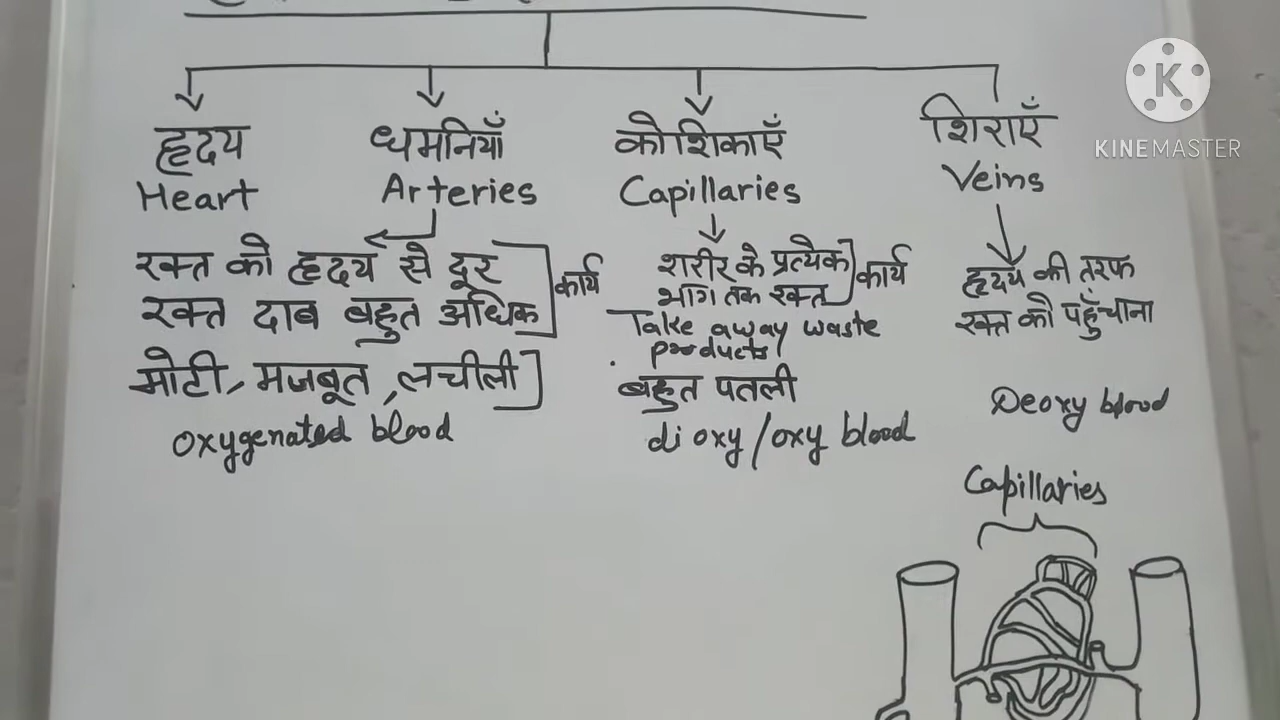 हृदय
Heart
धमनियाँ
Arteries
रक्त को हृदय से दूर
रक्त दाब बहुत अधिक
कार्य
मोटी, मजबूत, लचीली
oxygenated blood
कोशिकाएँ
Capillaries
शरीर के प्रत्येक
भाग तक रक्त
कार्य
Take away waste
products
बहुत पतली
di oxy/oxy blood
शिराएँ
Veins
हृदय की तरफ
रक्त को पहुँचाना
Deoxy blood
Capillaries
K
KINEMASTER